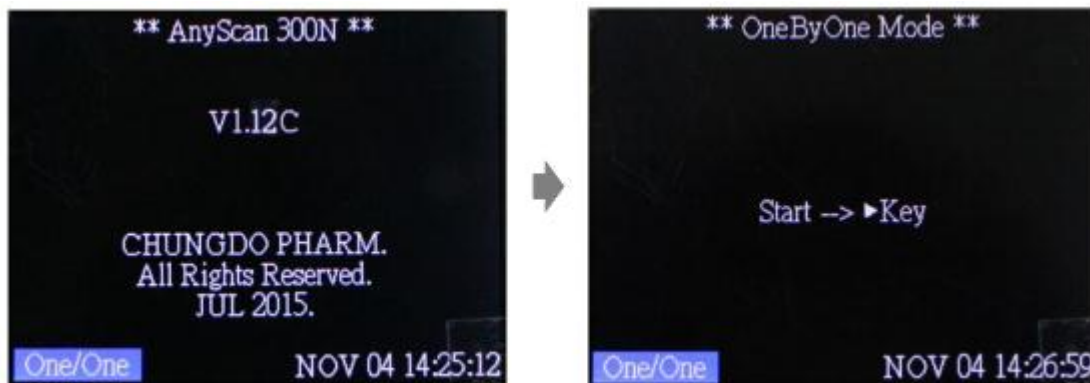 ** AnyScan 300N **
V1.12C
CHUNGDO PHARM.
All Rights Reserved.
JUL 2015.
One/One
NOV 04 14:25:12
** OneByOne Mode **
Start --> ►Key
One/One
NOV 04 14:26:59